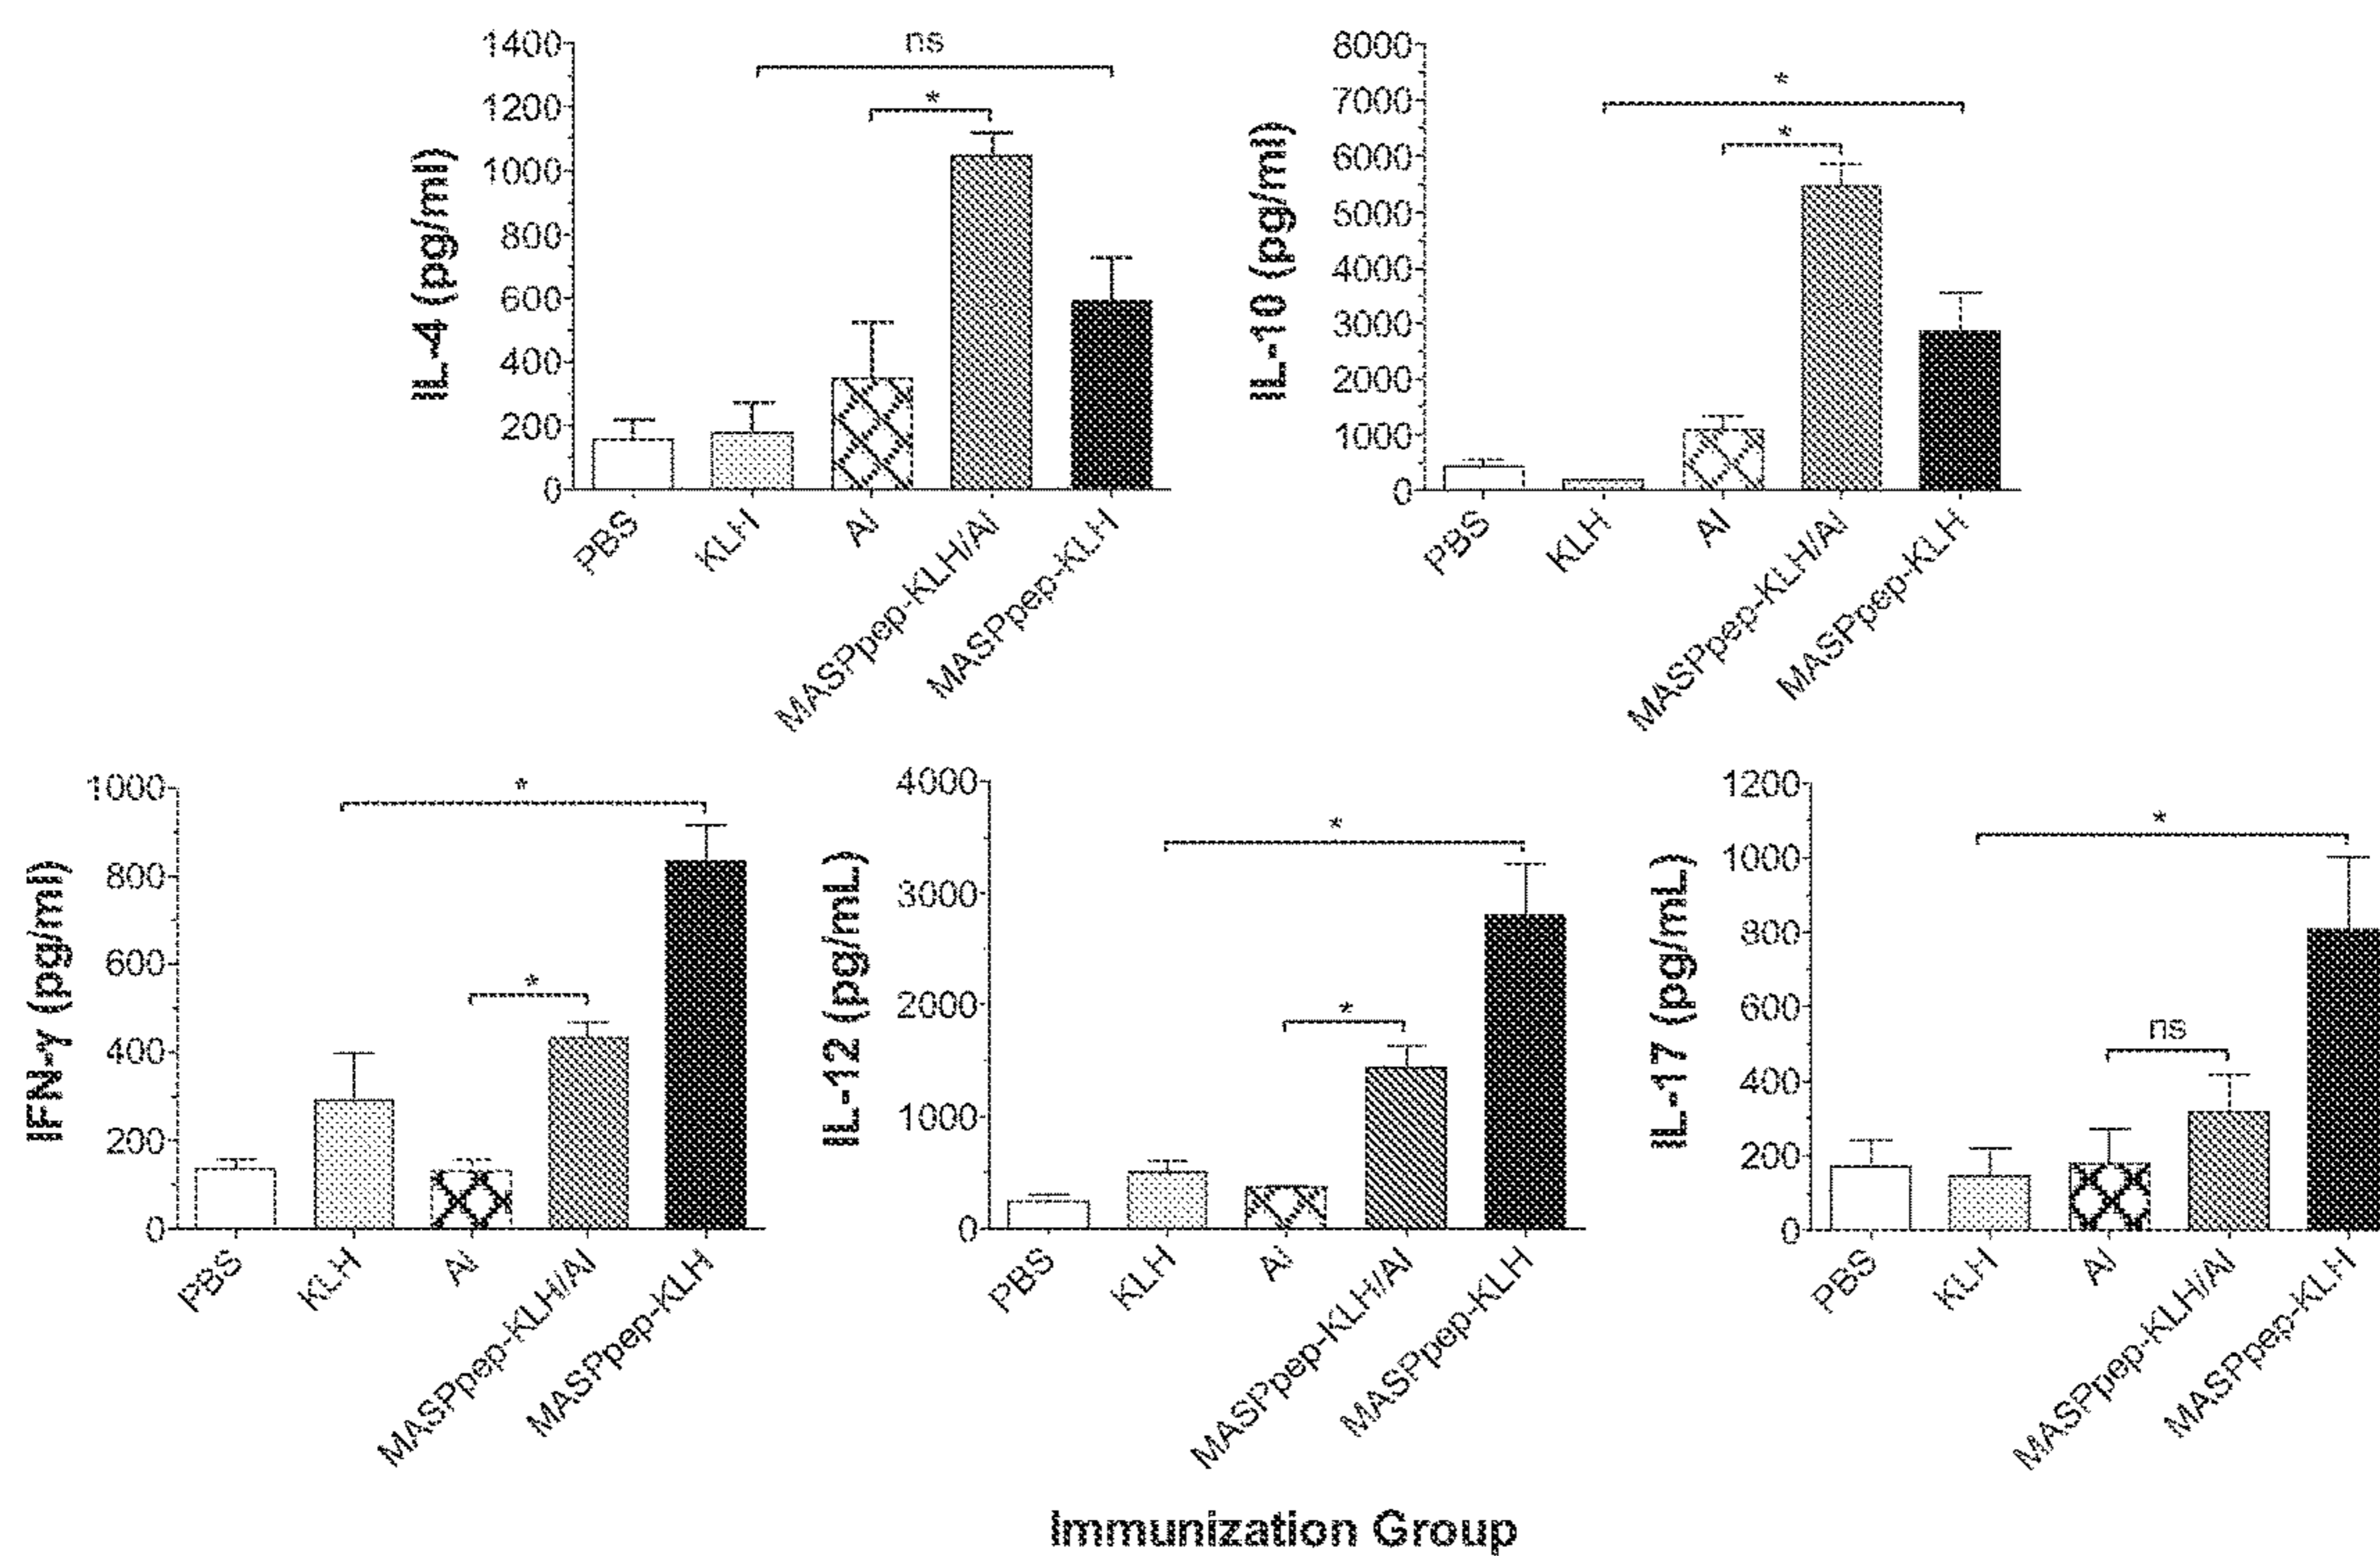 IL-4 (pg/ml)
1400
1200
1000
800
600
400
200
0
ns
*
PBS
KLH
Al
MASPpep-KLH/Al
MASPpep-KLH
IL-10 (pg/ml)
8000
7000
6000
5000
4000
3000
2000
1000
0
*
*
PBS
KLH
Al
MASPpep-KLH/Al
MASPpep-KLH
IFN-γ (pg/ml)
1000
800
600
400
200
0
*
*
PBS
KLH
Al
MASPpep-KLH/Al
MASPpep-KLH
IL-12 (pg/mL)
4000
3000
2000
1000
0
*
*
PBS
KLH
Al
MASPpep-KLH/Al
MASPpep-KLH
IL-17 (pg/mL)
1200
1000
800
600
400
200
0
*
ns
PBS
KLH
Al
MASPpep-KLH/Al
MASPpep-KLH
Immunization Group